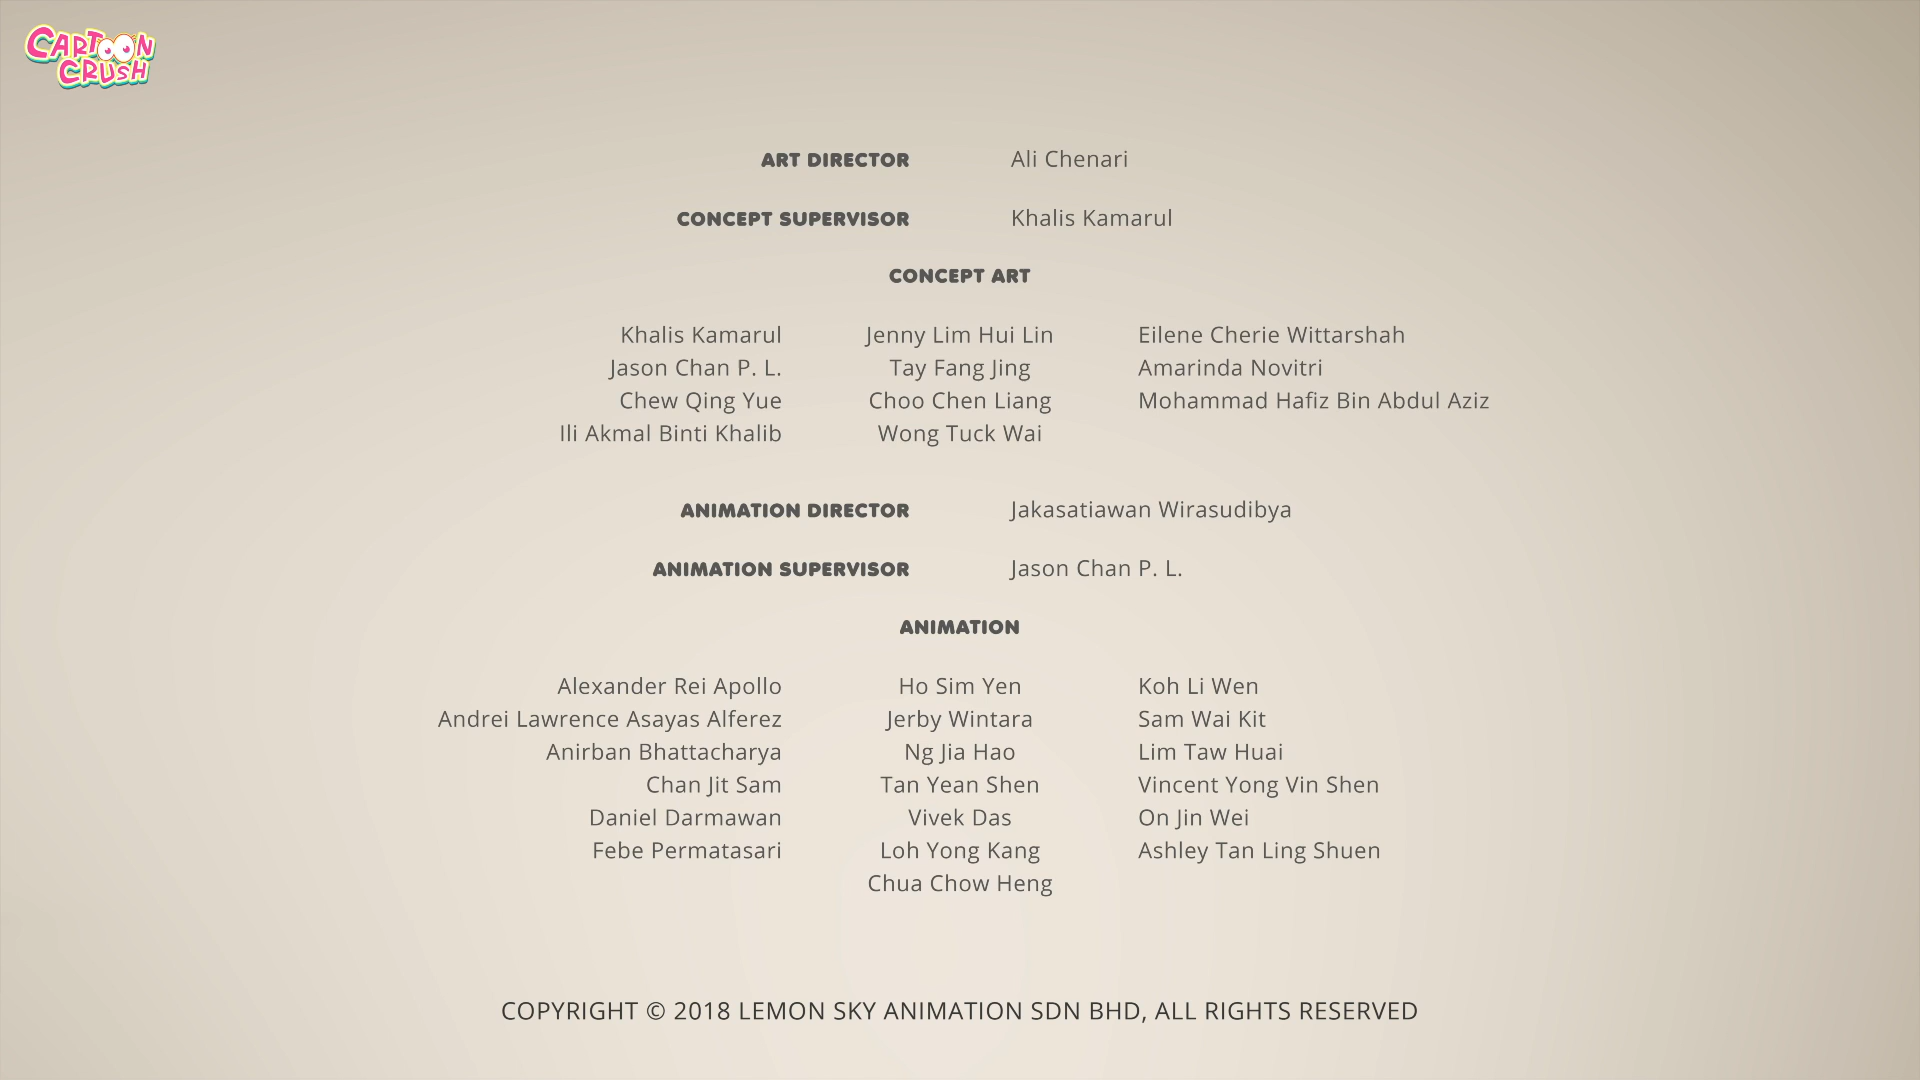 CARTOON
CRUSH
ART DIRECTOR Ali Chenari
CONCEPT SUPERVISOR Khalis Kamarul
CONCEPT ART
Khalis Kamarul Jenny Lim Hui Lin Eilene Cherie Wittarshah
Jason Chan P. L. Tay Fang Jing Amarinda Novitri
Chew Qing Yue Choo Chen Liang Mohammad Hafiz Bin Abdul Aziz
Ili Akmal Binti Khalib Wong Tuck Wai
ANIMATION DIRECTOR Jakasatiawan Wirasudibya
ANIMATION SUPERVISOR Jason Chan P. L.
ANIMATION
Alexander Rei Apollo Ho Sim Yen Koh Li Wen
Andrei Lawrence Asayas Alferez Jerby Wintara Sam Wai Kit
Anirban Bhattacharya Ng Jia Hao Lim Taw Huai
Chan Jit Sam Tan Yean Shen Vincent Yong Vin Shen
Daniel Darmawan Vivek Das On Jin Wei
Febe Permatasari Loh Yong Kang Ashley Tan Ling Shuen
Chua Chow Heng
COPYRIGHT © 2018 LEMON SKY ANIMATION SDN BHD, ALL RIGHTS RESERVED